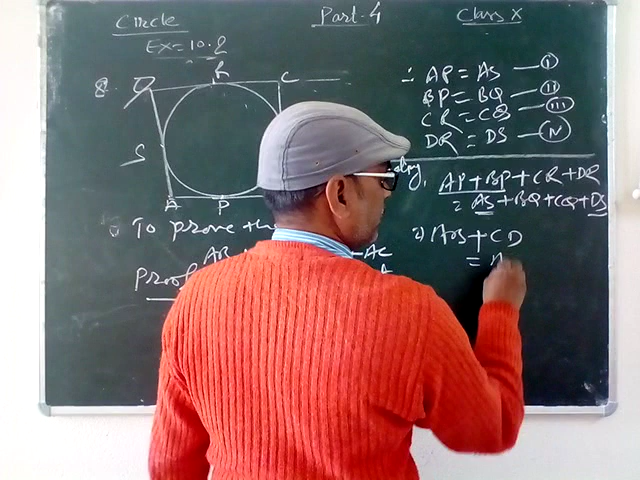 Circle Part-4 Class X
Ex=10.2
8.
R C
S
A P
∴ AP = AS — I
BP = BQ — II
CR = CQ — III
DR = DS — IV
AP + BP + CR + DR
= AS + BQ + CQ + DS
To prove
AB
Proof
AB + CD
=